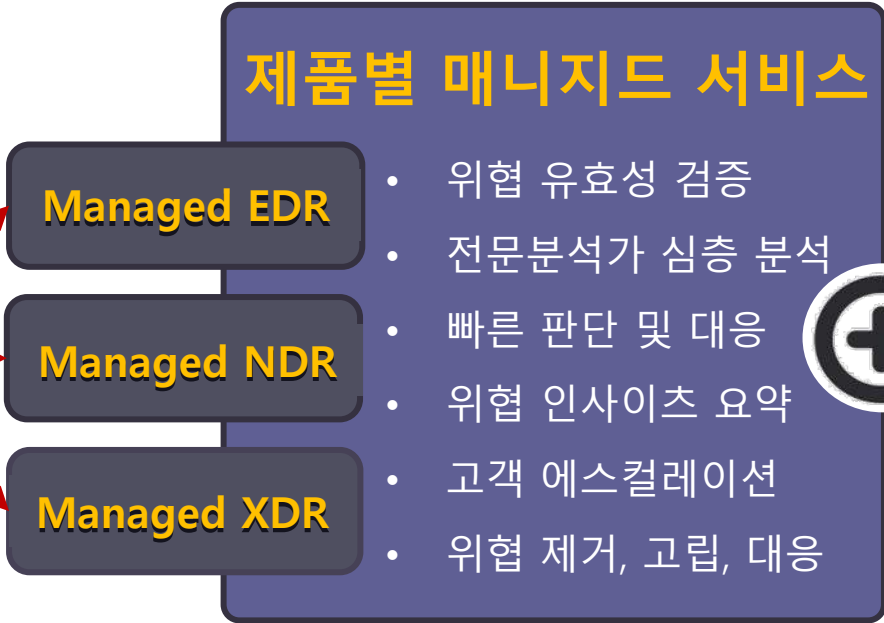 제품별 매니지드 서비스
Managed EDR
Managed NDR
Managed XDR
• 위협 유효성 검증
• 전문분석가 심층 분석
• 빠른 판단 및 대응
• 위협 인사이츠 요약
• 고객 에스컬레이션
• 위협 제거, 고립, 대응